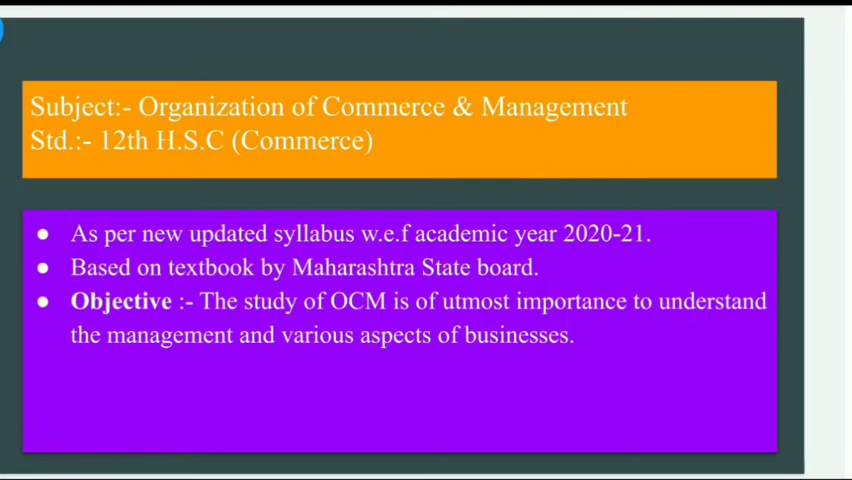 Subject:- Organization of Commerce & Management
Std.:- 12th H.S.C (Commerce)
● As per new updated syllabus w.e.f academic year 2020-21.
● Based on textbook by Maharashtra State board.
● Objective :- The study of OCM is of utmost importance to understand
the management and various aspects of businesses.